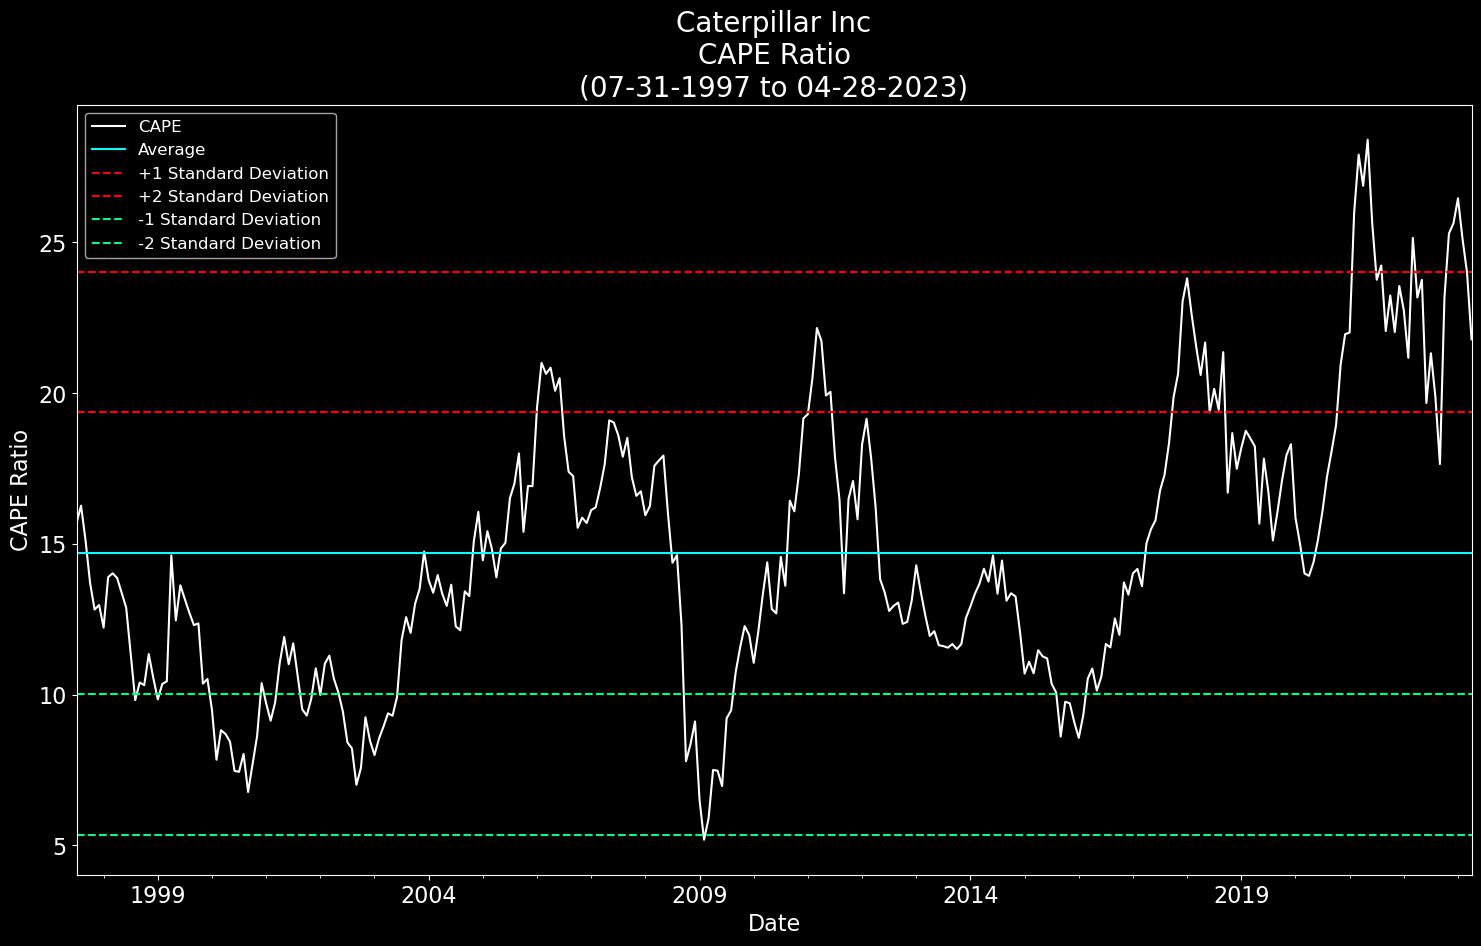 Caterpillar Inc
CAPE Ratio
(07-31-1997 to 04-28-2023)
CAPE
Average
+1 Standard Deviation
+2 Standard Deviation
-1 Standard Deviation
-2 Standard Deviation
CAPE Ratio
25
20
15
10
5
1999
2004
2009
2014
2019
Date